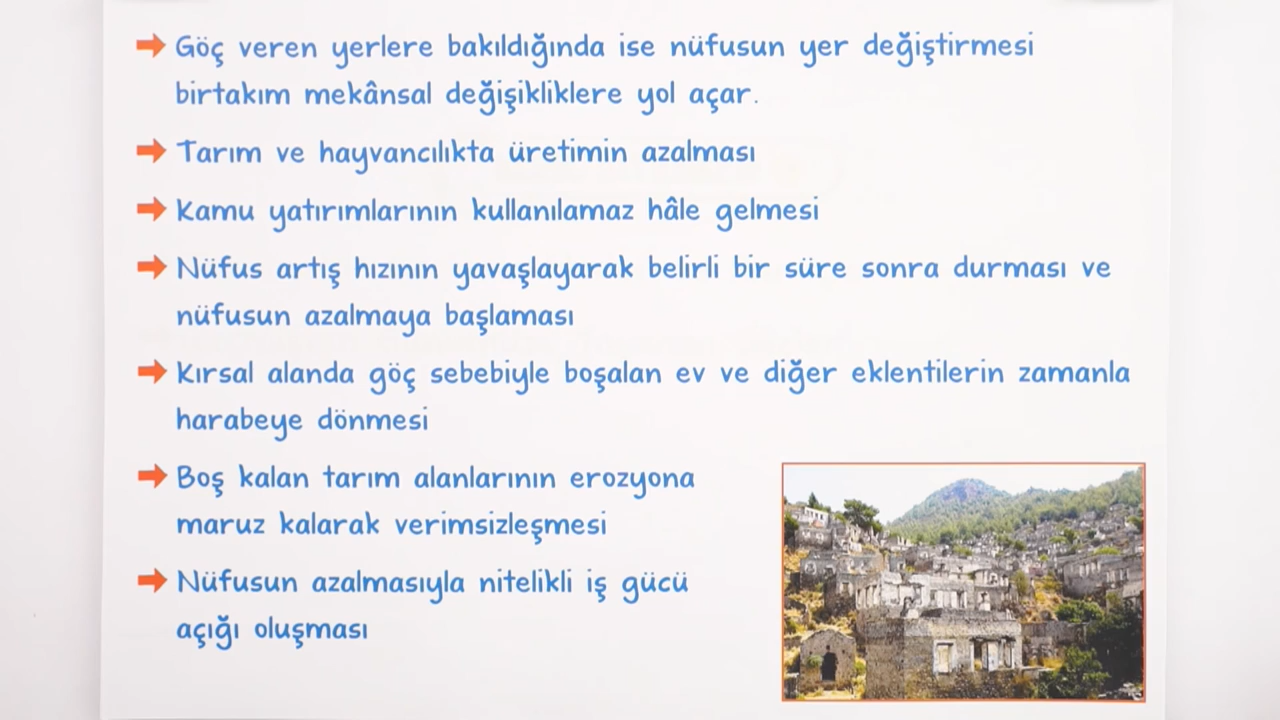 Göç veren yerlere bakıldığında ise nüfusun yer değiştirmesi
birtakım mekânsal değişikliklere yol açar.
Tarım ve hayvancılıkta üretimin azalması
Kamu yatırımlarının kullanılamaz hâle gelmesi
Nüfus artış hızının yavaşlayarak belirli bir süre sonra durması ve
nüfusun azalmaya başlaması
Kırsal alanda göç sebebiyle boşalan ev ve diğer eklentilerin zamanla
harabeye dönmesi
Boş kalan tarım alanlarının erozyona
maruz kalarak verimsizleşmesi
Nüfusun azalmasıyla nitelikli iş gücü
açığı oluşması